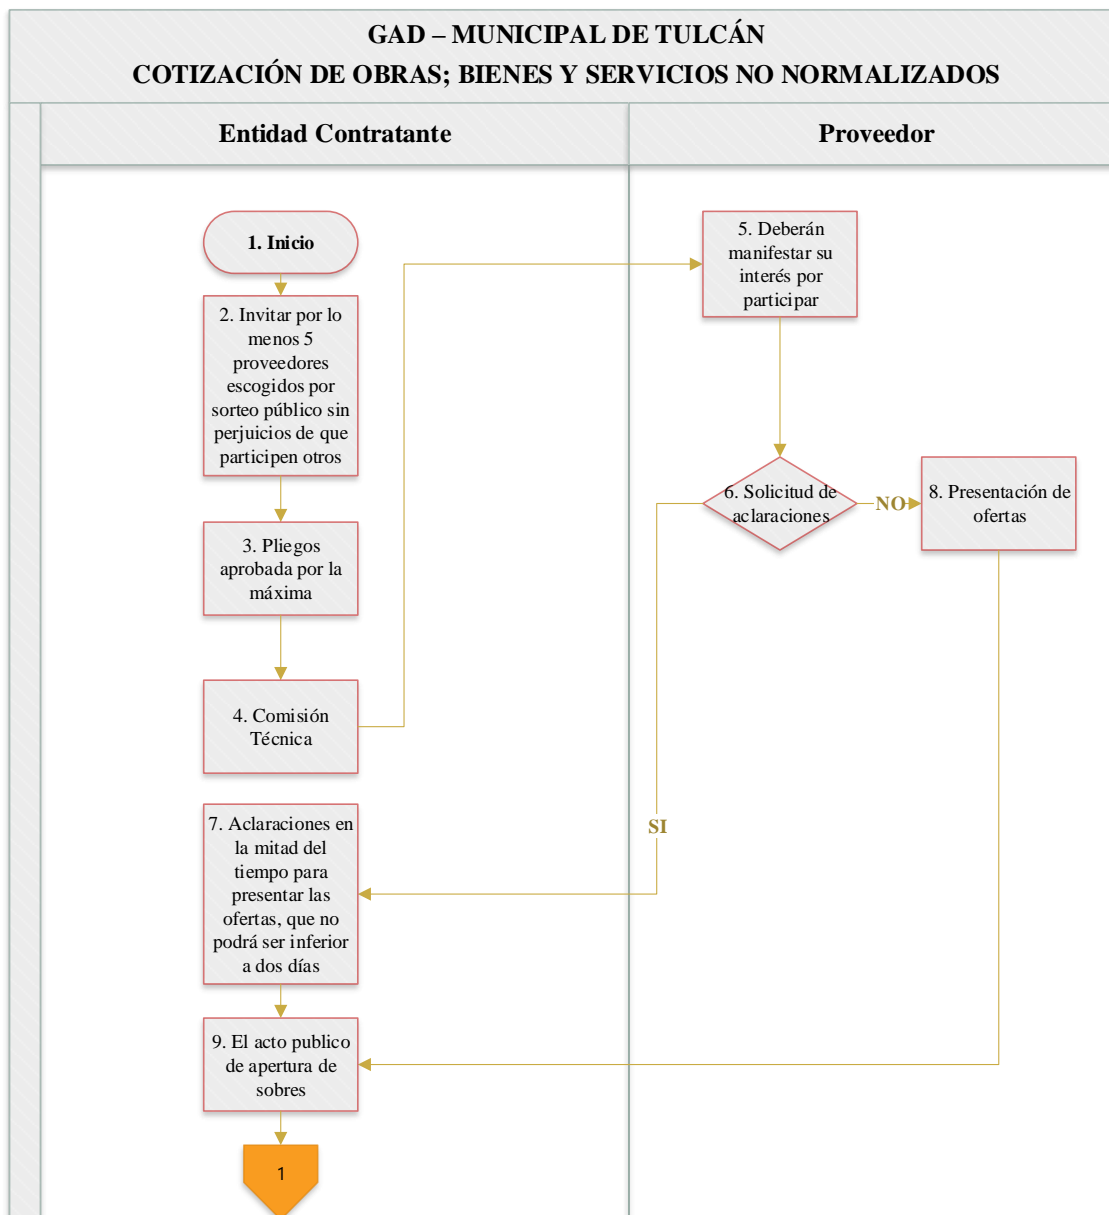 GAD – MUNICIPAL DE TULCÁN
COTIZACIÓN DE OBRAS; BIENES Y SERVICIOS NO NORMALIZADOS
Entidad Contratante
Proveedor
1. Inicio
2. Invitar por lo
menos 5
proveedores
escogidos por
sorteo público sin
perjuicios de que
participen otros
3. Pliegos
aprobada por la
máxima
4. Comisión
Técnica
5. Deberán
manifestar su
interés por
participar
6. Solicitud de
aclaraciones
NO
8. Presentación de
ofertas
SI
7. Aclaraciones en
la mitad del
tiempo para
presentar las
ofertas, que no
podrá ser inferior
a dos días
9. El acto publico
de apertura de
sobres
1